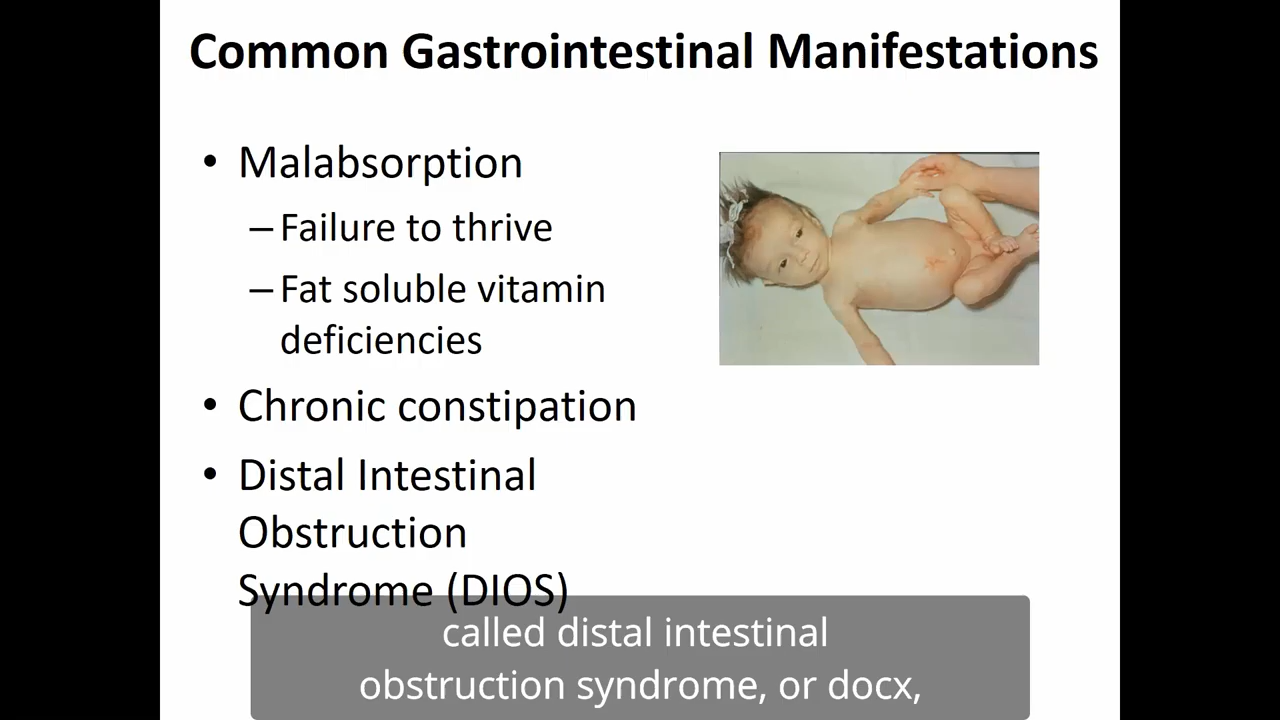 Common Gastrointestinal Manifestations
• Malabsorption
– Failure to thrive
– Fat soluble vitamin
deficiencies
• Chronic constipation
• Distal Intestinal
Obstruction
Syndrome (DIOS)
called distal intestinal
obstruction syndrome, or docx,